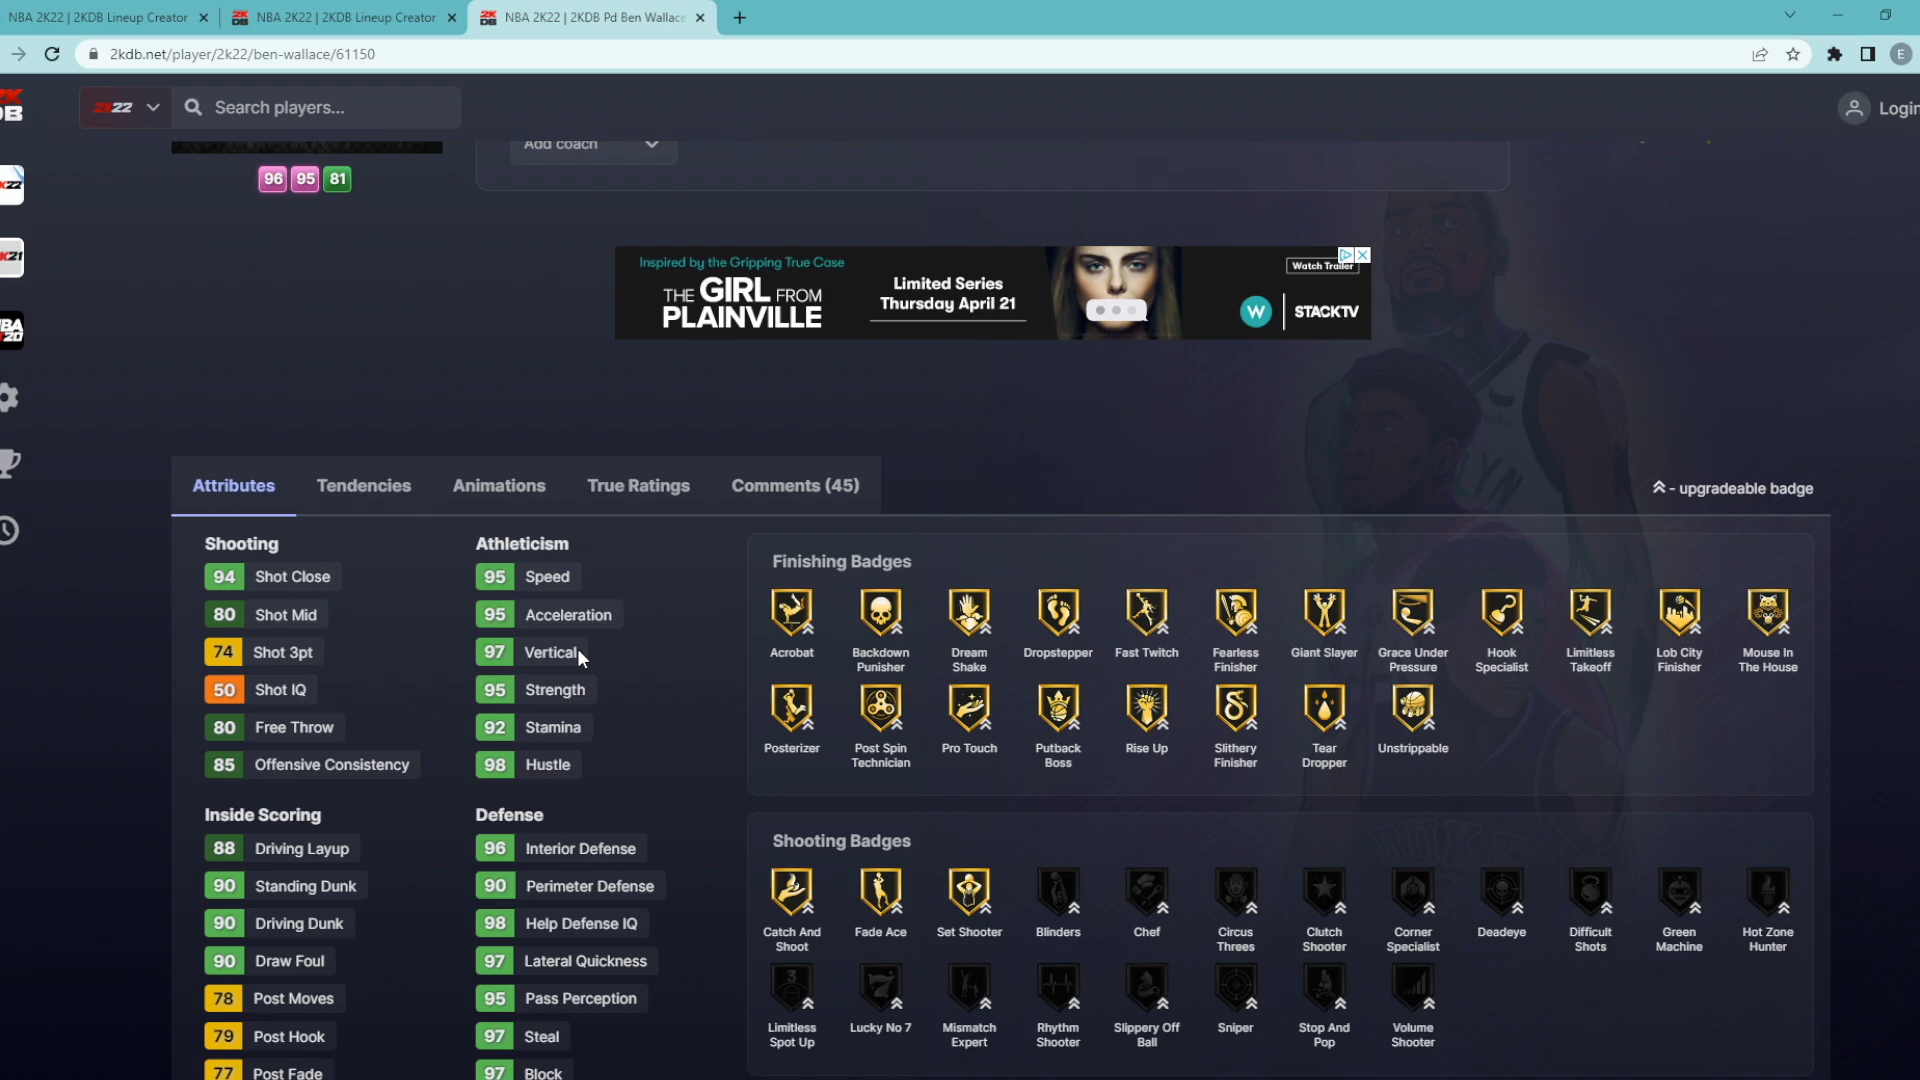 NBA 2K22 | 2KDB Lineup Creator
NBA 2K22 | 2KDB Lineup Creator
NBA 2K22 | 2KDB Pd Ben Wallace
2kdb.net/player/2k22/ben-wallace/61150
E
2K
DB
2K22
Search players...
Login
Add coach
96 95 81
Inspired by the Gripping True Case
THE GIRL FROM
PLAINVILLE
Limited Series
Thursday April 21
Watch Trailer
W STACKTV
Attributes
Tendencies
Animations
True Ratings
Comments (45)
- upgradeable badge
Shooting
94 Shot Close
80 Shot Mid
74 Shot 3pt
50 Shot IQ
80 Free Throw
85 Offensive Consistency
Inside Scoring
88 Driving Layup
90 Standing Dunk
90 Driving Dunk
90 Draw Foul
78 Post Moves
79 Post Hook
77 Post Fade
Athleticism
95 Speed
95 Acceleration
97 Vertical
95 Strength
92 Stamina
98 Hustle
Defense
96 Interior Defense
90 Perimeter Defense
98 Help Defense IQ
97 Lateral Quickness
95 Pass Perception
97 Steal
97 Block
Finishing Badges
Acrobat
Backdown
Punisher
Dream
Shake
Dropstepper
Fast Twitch
Fearless
Finisher
Giant Slayer
Grace Under
Pressure
Hook
Specialist
Limitless
Takeoff
Lob City
Finisher
Mouse In
The House
Posterizer
Post Spin
Technician
Pro Touch
Putback
Boss
Rise Up
Slithery
Finisher
Tear
Dropper
Unstrippable
Shooting Badges
Catch And
Shoot
Fade Ace
Set Shooter
Blinders
Chef
Circus
Threes
Clutch
Shooter
Corner
Specialist
Deadeye
Difficult
Shots
Green
Machine
Hot Zone
Hunter
Limitless
Spot Up
Lucky No 7
Mismatch
Expert
Rhythm
Shooter
Slippery Off
Ball
Sniper
Stop And
Pop
Volume
Shooter